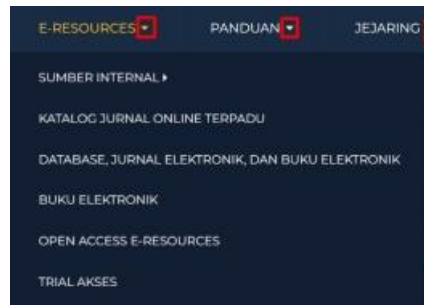 E-RESOURCES PANDUAN JEJARING
SUMBER INTERNAL
KATALOG JURNAL ONLINE TERPADU
DATABASE, JURNAL ELEKTRONIK, DAN BUKU ELEKTRONIK
BUKU ELEKTRONIK
OPEN ACCESS E-RESOURCES
TRIAL AKSES